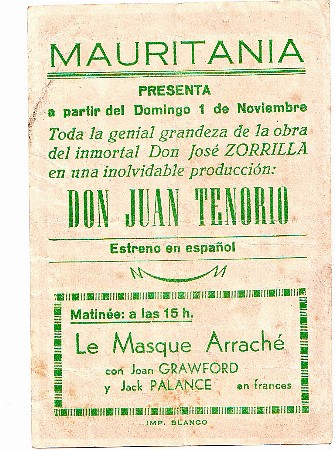 MAURITANIA
PRESENTA
a partir del Domingo 1 de Noviembre
Toda la genial grandeza de la obra
del inmortal Don José ZORRILLA
en una inolvidable producción:
DON JUAN TENORIO
Estreno en español
N M
Matinée: a las 15 h.
Le Masque Arraché
con Joan GRAWFORD
y Jack PALANCE en frances
IMP. BLANCO